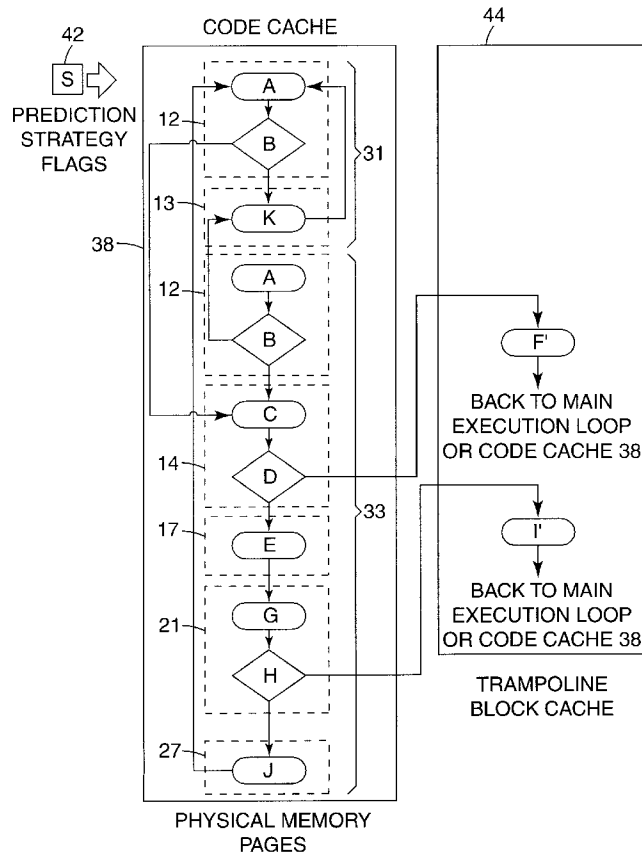 42
CODE CACHE
44
S
PREDICTION
STRATEGY
FLAGS
A
12
B
31
13
K
38
A
12
B
F'
C
BACK TO MAIN
EXECUTION LOOP
OR CODE CACHE 38
14
D
33
17
E
I'
G
BACK TO MAIN
EXECUTION LOOP
OR CODE CACHE 38
21
H
TRAMPOLINE
BLOCK CACHE
27
J
PHYSICAL MEMORY
PAGES